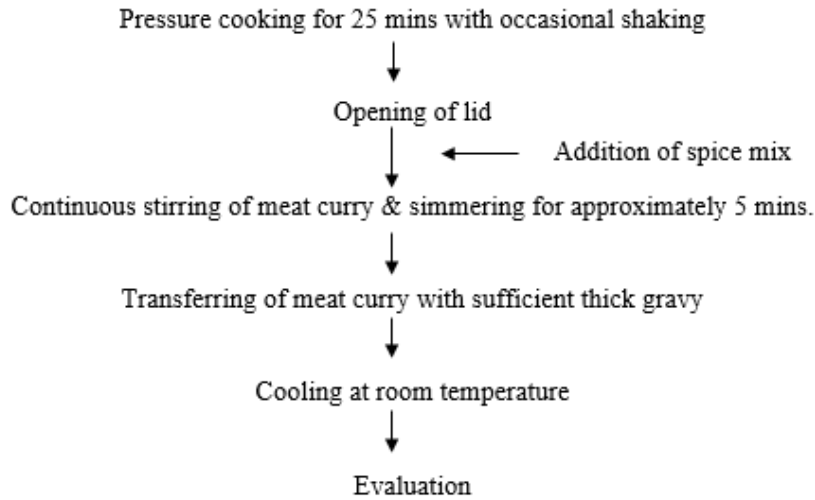 Pressure cooking for 25 mins with occasional shaking
Opening of lid
Addition of spice mix
Continuous stirring of meat curry & simmering for approximately 5 mins.
Transferring of meat curry with sufficient thick gravy
Cooling at room temperature
Evaluation